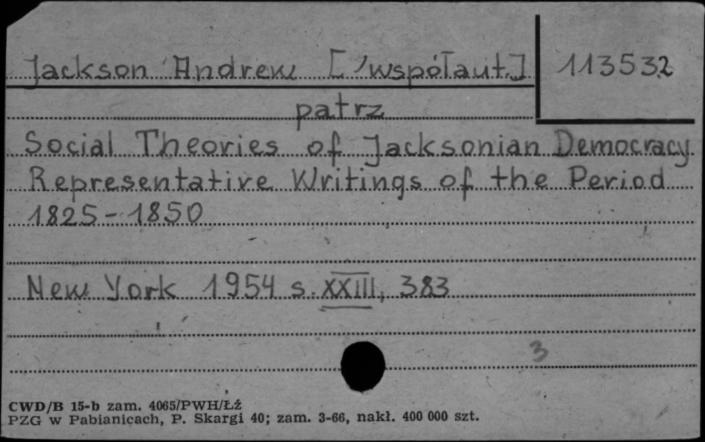 Jackson Andrew [współaut.]
113532
patrz
Social Theories of Jacksonian Democracy
Representative Writings of the Period
1825-1850
New York 1954 s. XXIII, 383
3
CWD/B 15-b zam. 4065/PWH/Łź
PZG w Pabianicach, P. Skargi 40; zam. 3-66, nakł. 400 000 szt.